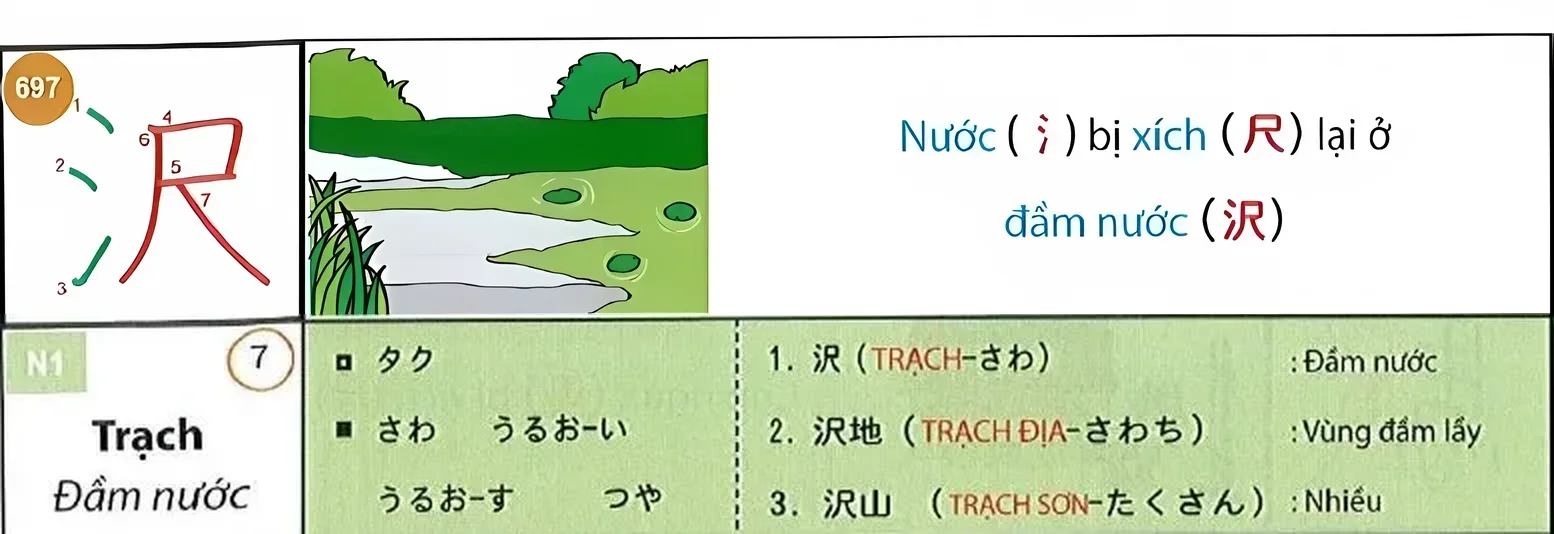 697
1
2
3
4
5
6
7
沢
Nước (氵) bị xích (尺) lại ở
đầm nước (沢)
N1
7
Trạch
Đầm nước
タク
さわ うるお-い
うるお-す つや
1. 沢 (TRẠCH-さわ) : Đầm nước
2. 沢地 (TRẠCH ĐỊA-さわち) : Vùng đầm lầy
3. 沢山 (TRẠCH SƠN-たくさん) : Nhiều